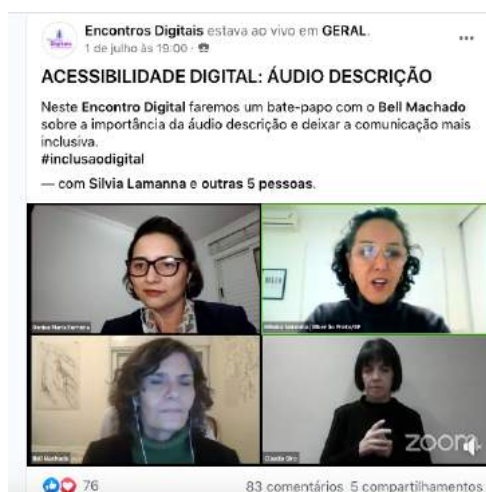 Encontros Digitais estava ao vivo em GERAL.
1 de julho às 19:00 ·
ACESSIBILIDADE DIGITAL: ÁUDIO DESCRIÇÃO
Neste Encontro Digital faremos um bate-papo com o Bell Machado
sobre a importância da áudio descrição e deixar a comunicação mais
inclusiva.
#inclusaodigital
— com Silvia Lamanna e outras 5 pessoas.
Bell Machado
zoom
76
83 comentários 5 compartilhamentos